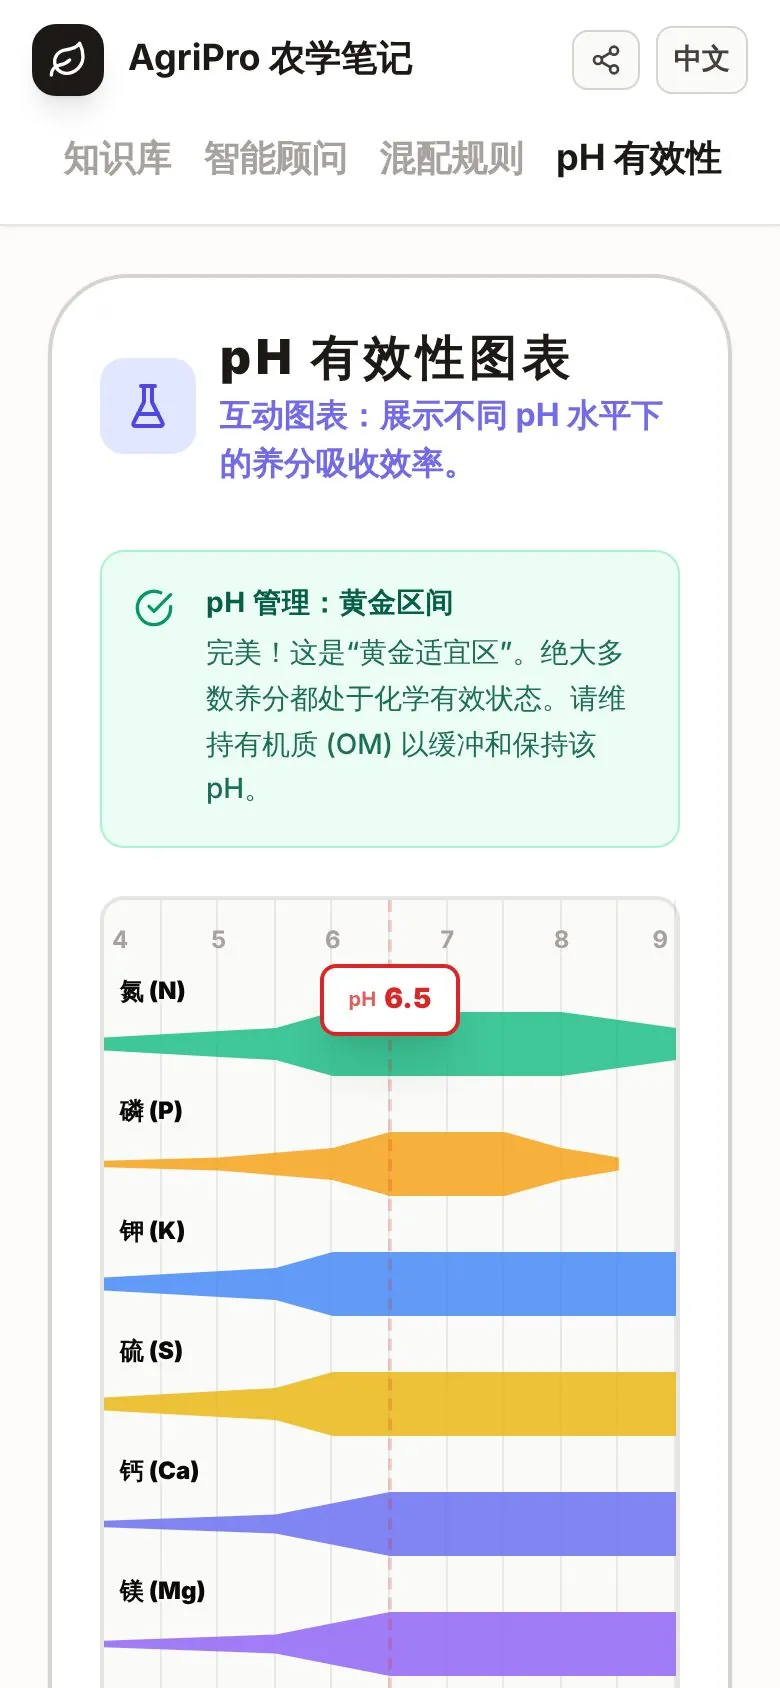 AgriPro 农学笔记
中文
知识库 智能顾问 混配规则 pH 有效性
pH 有效性图表
互动图表：展示不同 pH 水平下
的养分吸收效率。
pH 管理：黄金区间
完美！这是“黄金适宜区”。绝大多
数养分都处于化学有效状态。请维
持有机质 (OM) 以缓冲和保持该
pH。
4 5 6 7 8 9
氮 (N)
pH 6.5
磷 (P)
钾 (K)
硫 (S)
钙 (Ca)
镁 (Mg)